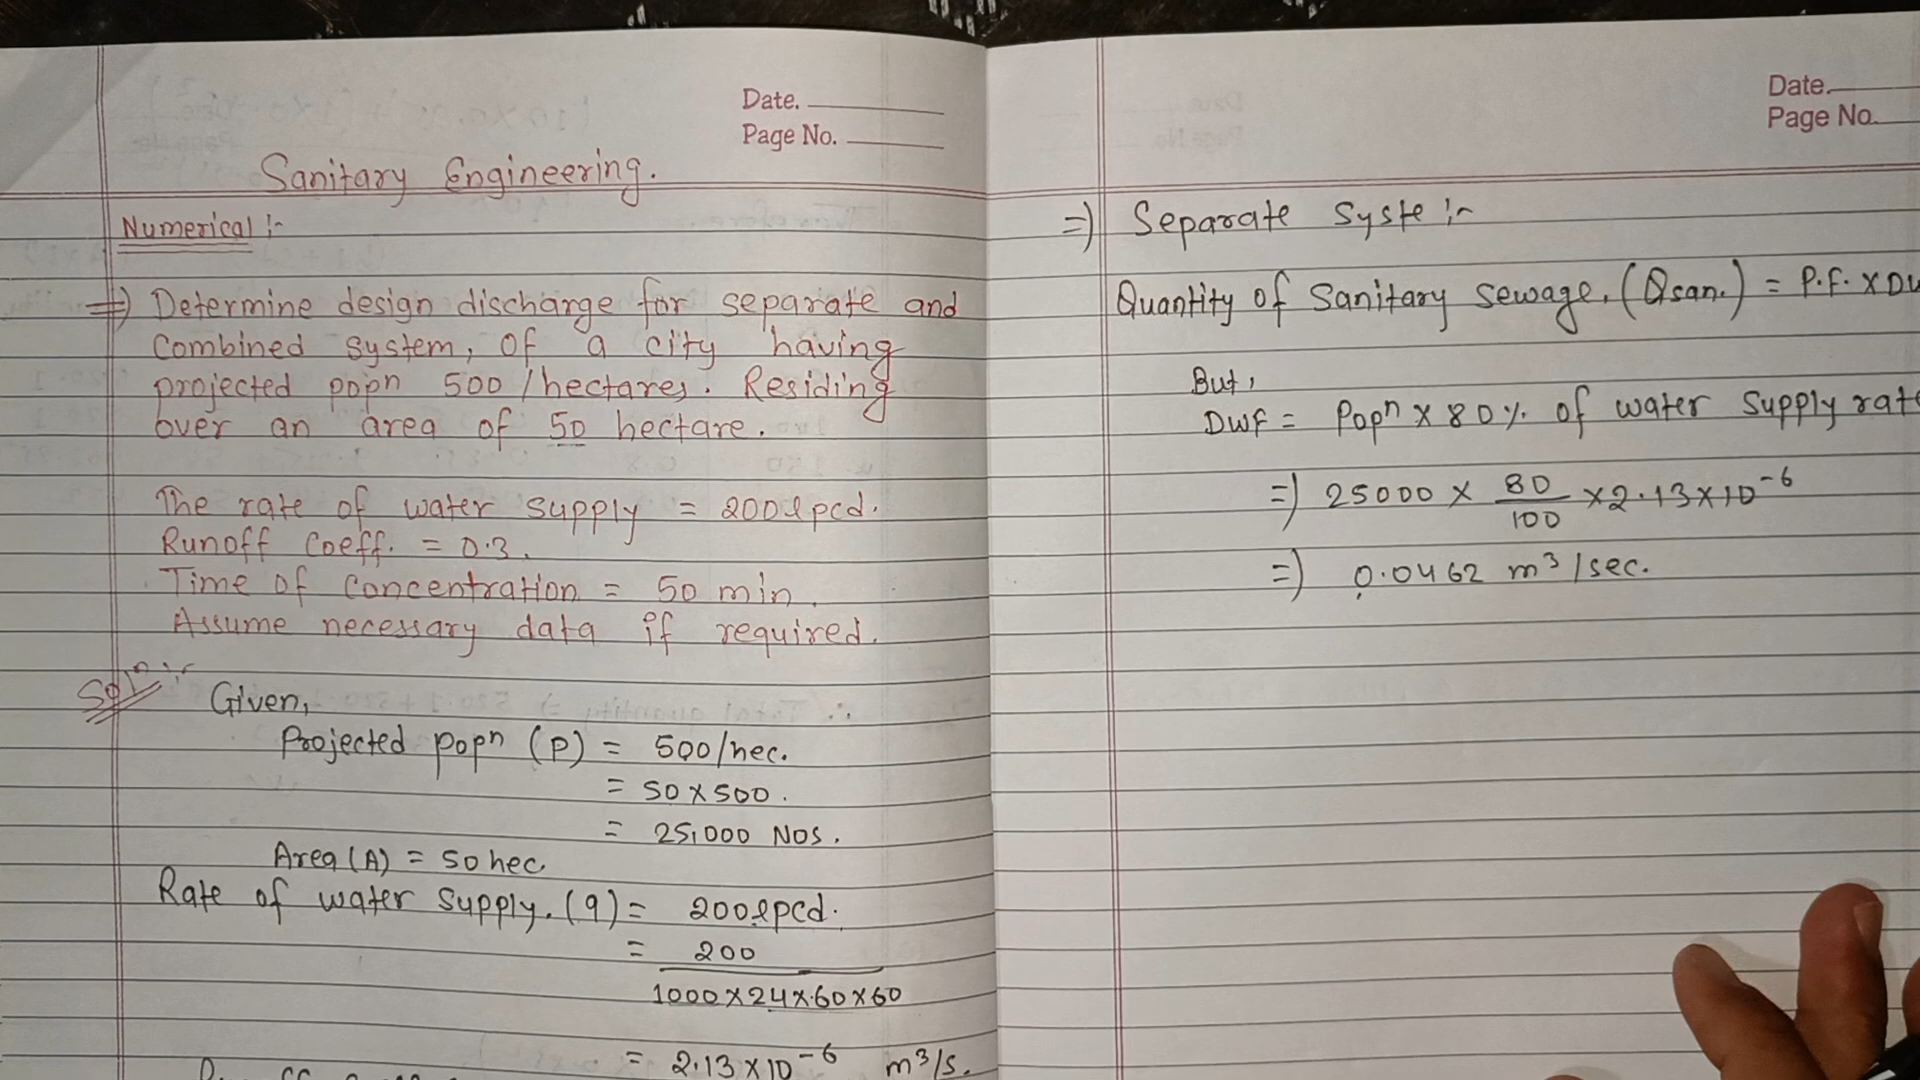 Date.
Page No.
Sanitary Engineering.
Numerical :-
=) Determine design discharge for separate and
Combined system, of a city having
projected popn 500 / hectares. Residing
over an area of 50 hectare.
The rate of water supply = 200 lpcd.
Runoff Coeff. = 0.3.
Time of Concentration = 50 min.
Assume necessary data if required.
Soln :-
Given,
Projected popn (P) = 500/hec.
= 50 x 500.
= 25,000 Nos.
Area (A) = 50 hec.
Rate of water supply. (q) = 200 lpcd.
= 200
1000 x 24 x 60 x 60
= 2.13 x 10⁻⁶ m³/s.
Date.
Page No.
=) Separate Syste :-
Quantity of Sanitary sewage. (Qsan.) = P.F. x
But,
DWF = Popⁿ x 80% of water supply rate
=) 25000 x 80/100 x 2.13 x 10⁻⁶
=) 0.0462 m³/sec.